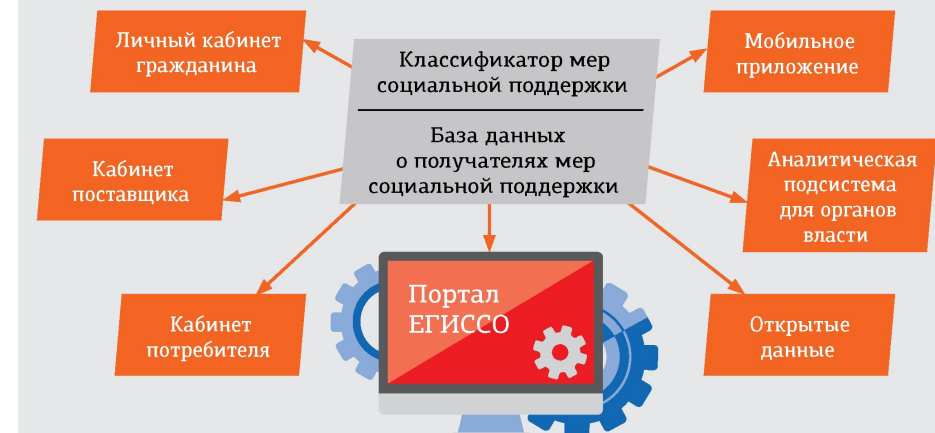 Личный кабинет
гражданина
Классификатор мер
социальной поддержки
Мобильное
приложение
База данных
о получателях мер
социальной поддержки
Кабинет
поставщика
Аналитическая
подсистема
для органов
власти
Кабинет
потребителя
Портал
ЕГИССО
Открытые
данные